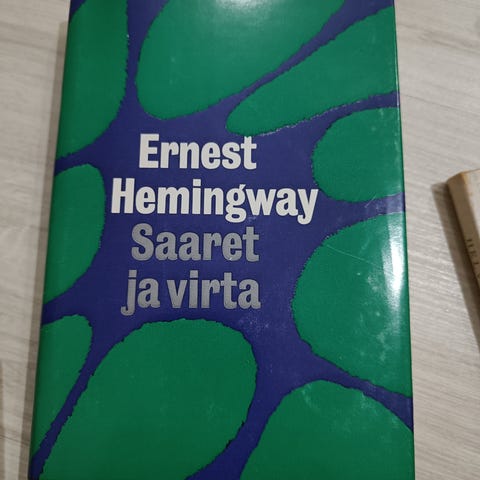 Ernest
Hemingway
Saaret
ja virta